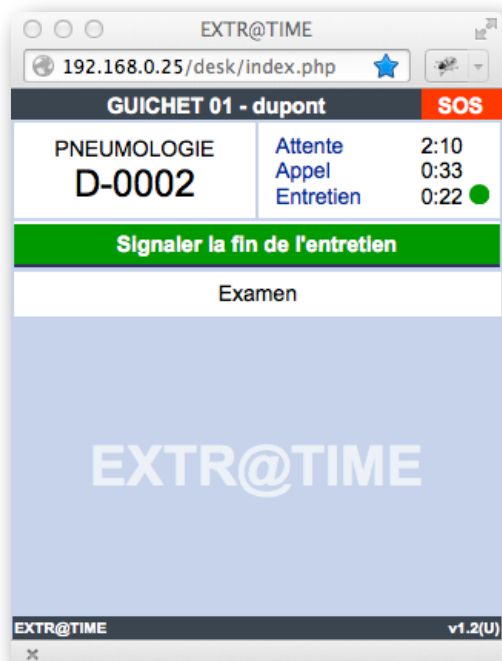 EXTR@TIME
192.168.0.25/desk/index.php
GUICHET 01 - dupont SOS
PNEUMOLOGIE
D-0002
Attente 2:10
Appel 0:33
Entretien 0:22
Signaler la fin de l'entretien
Examen
EXTR@TIME
EXTR@TIME v1.2(U)